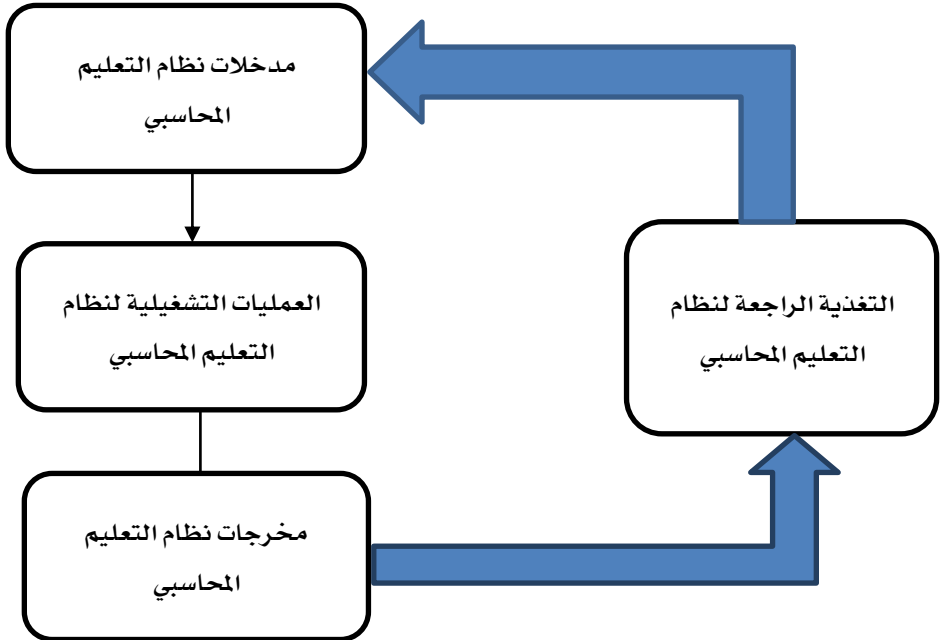 مدخلات نظام التعليم
المحاسبي
العمليات التشغيلية لنظام
التعليم المحاسبي
التغذية الراجعة لنظام
التعليم المحاسبي
مخرجات نظام التعليم
المحاسبي